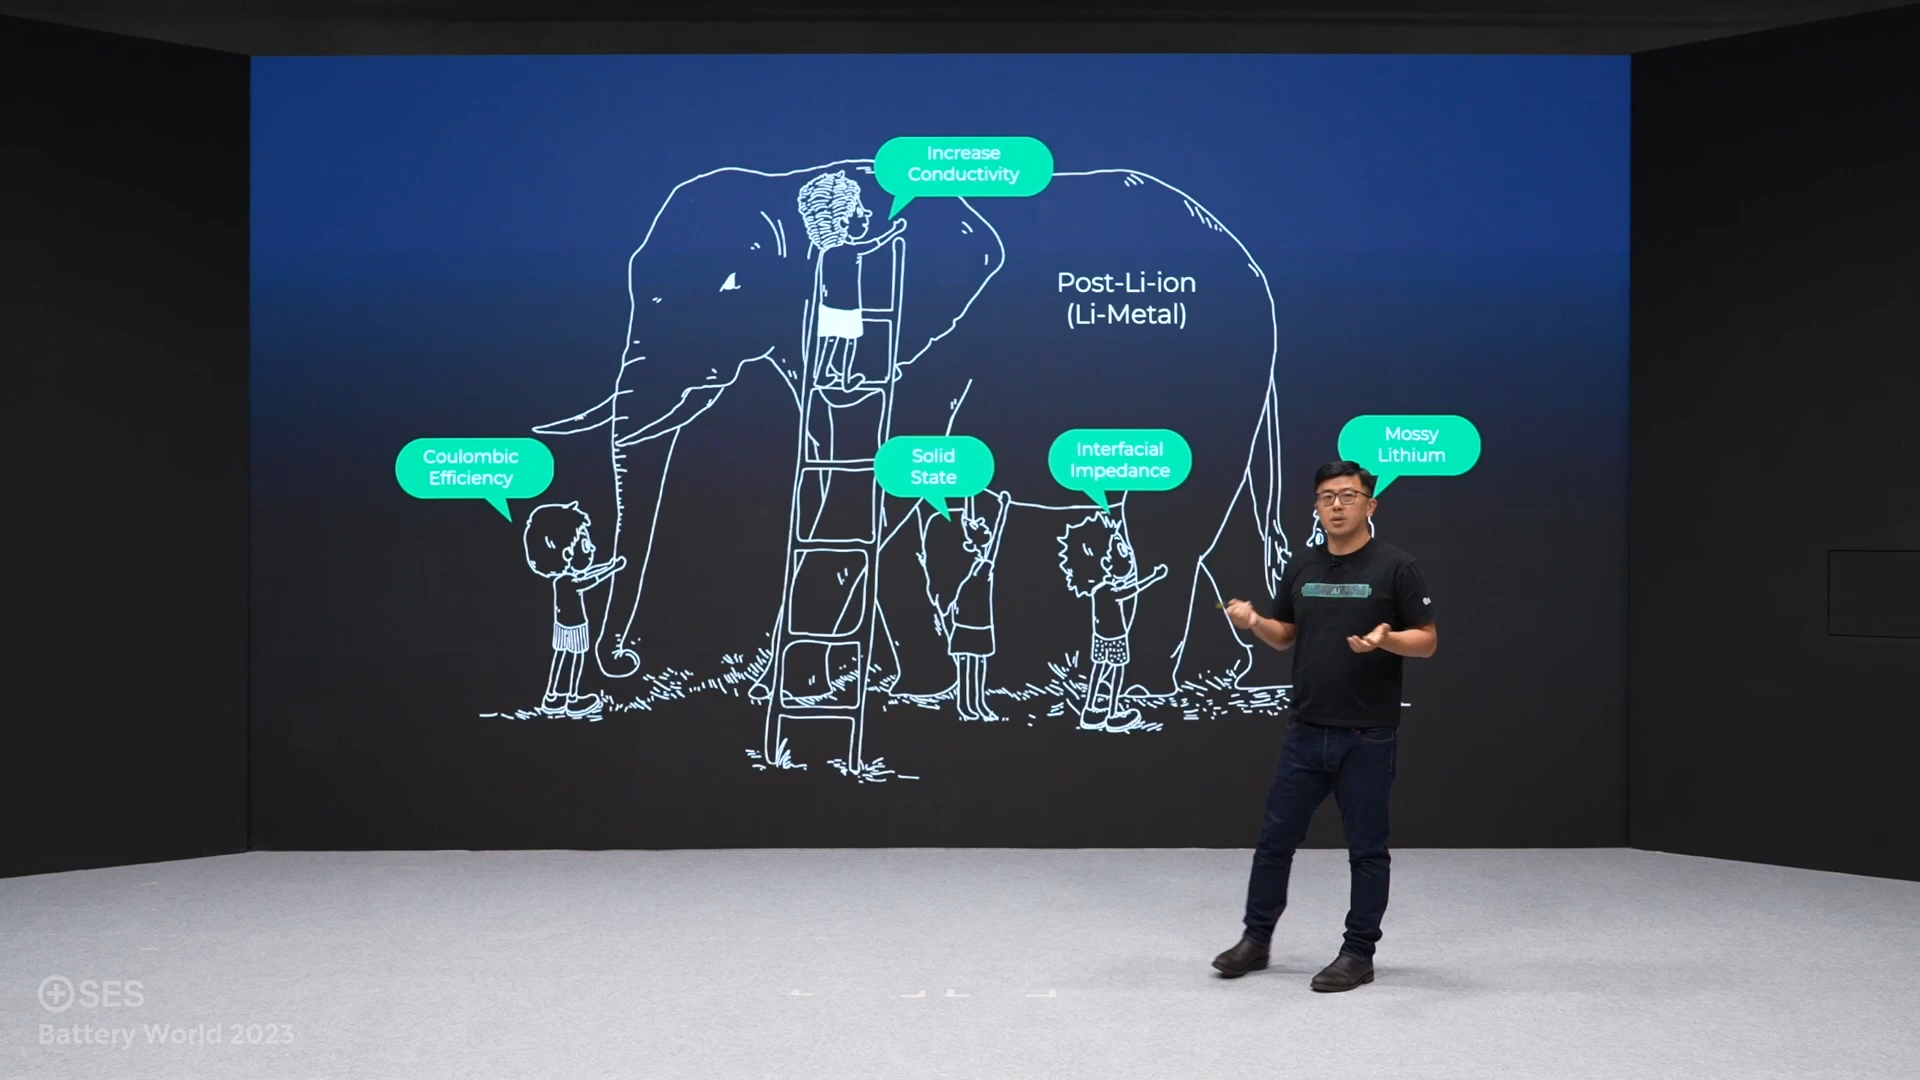 Increase
Conductivity
Post-Li-ion
(Li-Metal)
Coulombic
Efficiency
Solid
State
Interfacial
Impedance
Mossy
Lithium
AI
SES
Battery World 2023